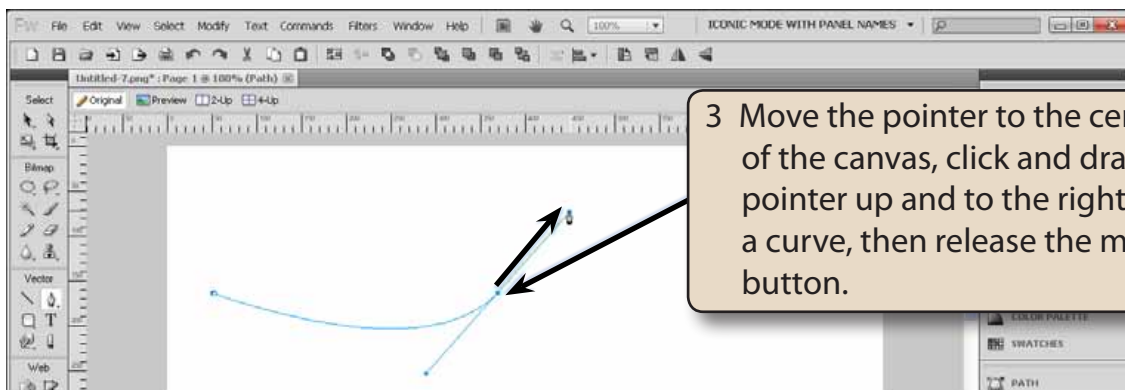 Fw File Edit View Select Modify Text Commands Filters Window Help 100% ICONIC MODE WITH PANEL NAMES
Untitled-7.png* : Page 1 @ 100% (Path)
Select Original Preview 2-Up 4-Up
Bitmap
Vector
Web
3 Move the pointer to the cen
of the canvas, click and dra
pointer up and to the right
a curve, then release the m
button.
COLOR PALETTE
SWATCHES
PATH